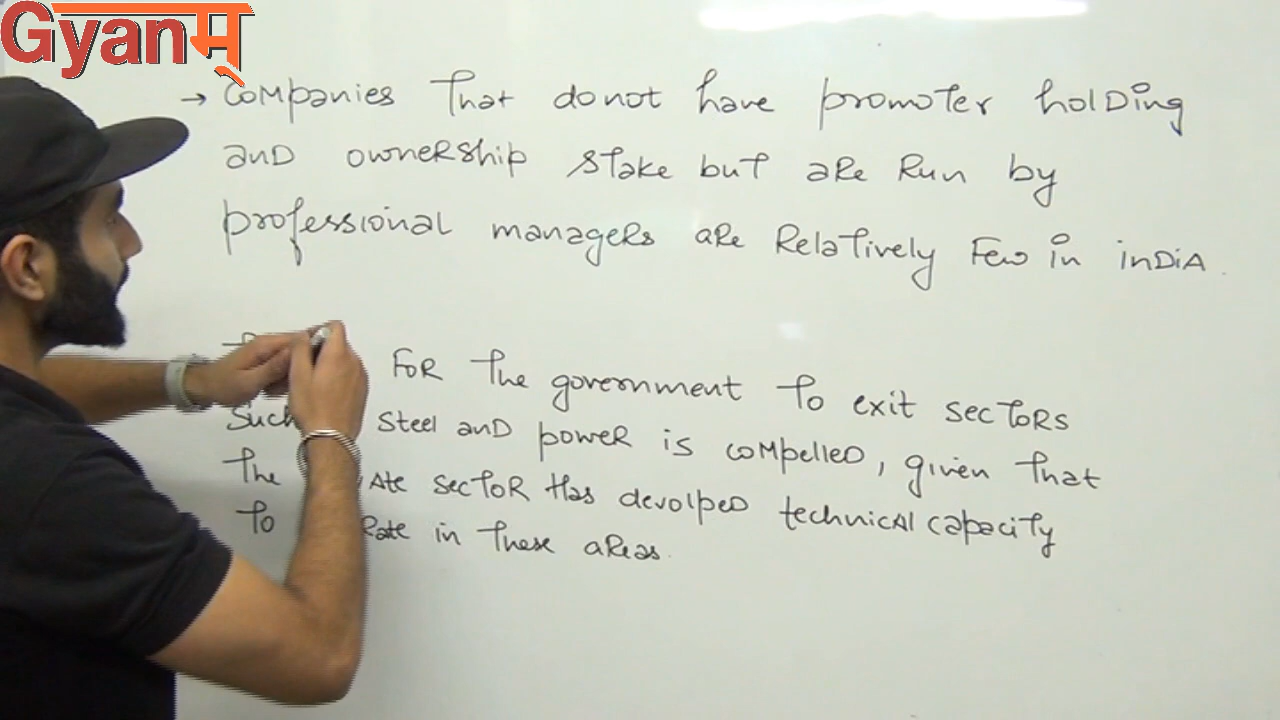 Gyanम्
→ Companies That donot have promoter holding
and ownership stake but are Run by
professional managers are Relatively Few in inDiA.
For The government To exit sectors
Such Steel and power is compelled, given That
The sector Has devolped technical capacity
To in These areas.